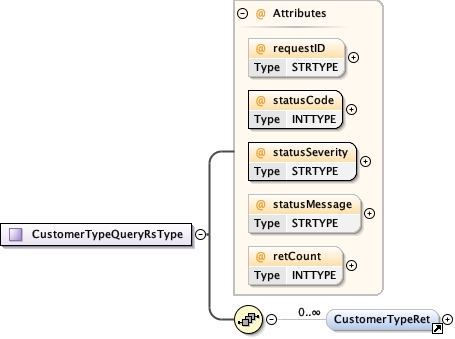 Attributes
@ requestID
Type STRTYPE
@ statusCode
Type INTTYPE
@ statusSeverity
Type STRTYPE
@ statusMessage
Type STRTYPE
CustomerTypeQueryRsType
@ retCount
Type INTTYPE
0..∞
CustomerTypeRet